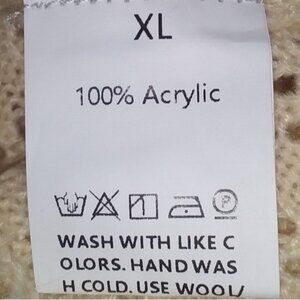 XL
100% Acrylic
P
WASH WITH LIKE C
OLORS. HAND WAS
H COLD. USE WOOL/